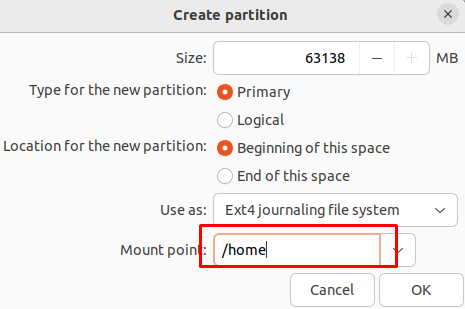 Create partition
Size: 63138 MB
Type for the new partition: Primary
Logical
Location for the new partition: Beginning of this space
End of this space
Use as: Ext4 journaling file system
Mount point: /home
Cancel OK